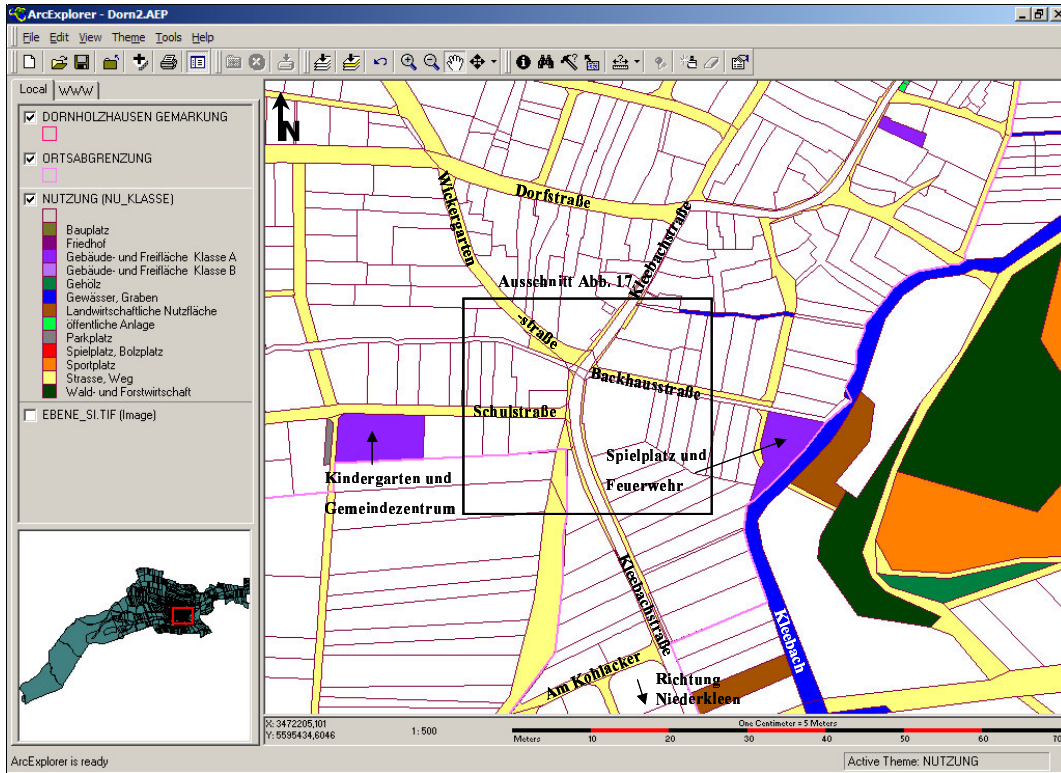 ArcExplorer - Dorn2.AEP
File Edit View Theme Tools Help
Local WWW
DORNHOLZHAUSEN GEMARKUNG
ORTSABGRENZUNG
NUTZUNG (NU_KLASSE)
Bauplatz
Friedhof
Gebäude- und Freifläche Klasse A
Gebäude- und Freifläche Klasse B
Gehölz
Gewässer, Graben
Landwirtschaftliche Nutzfläche
öffentliche Anlage
Parkplatz
Spielplatz, Bolzplatz
Sportplatz
Strasse, Weg
Wald- und Forstwirtschaft
EBENE_SI.TIF (Image)
N
Dorfstraße
Wickergarten
-straße
Kleebachstraße
Ausschnitt Abb. 17
Backhausstraße
Schulstraße
Kindergarten und
Gemeindezentrum
Spielplatz und
Feuerwehr
Kleebachstraße
Kleebach
Am Kohlacker
Richtung
Niederkleen
X: 3472205,101
Y: 5595434,6046
1: 500
One Centimeter = 5 Meters
Meters 10 20 30 40 50 60 70
ArcExplorer is ready
Active Theme: NUTZUNG